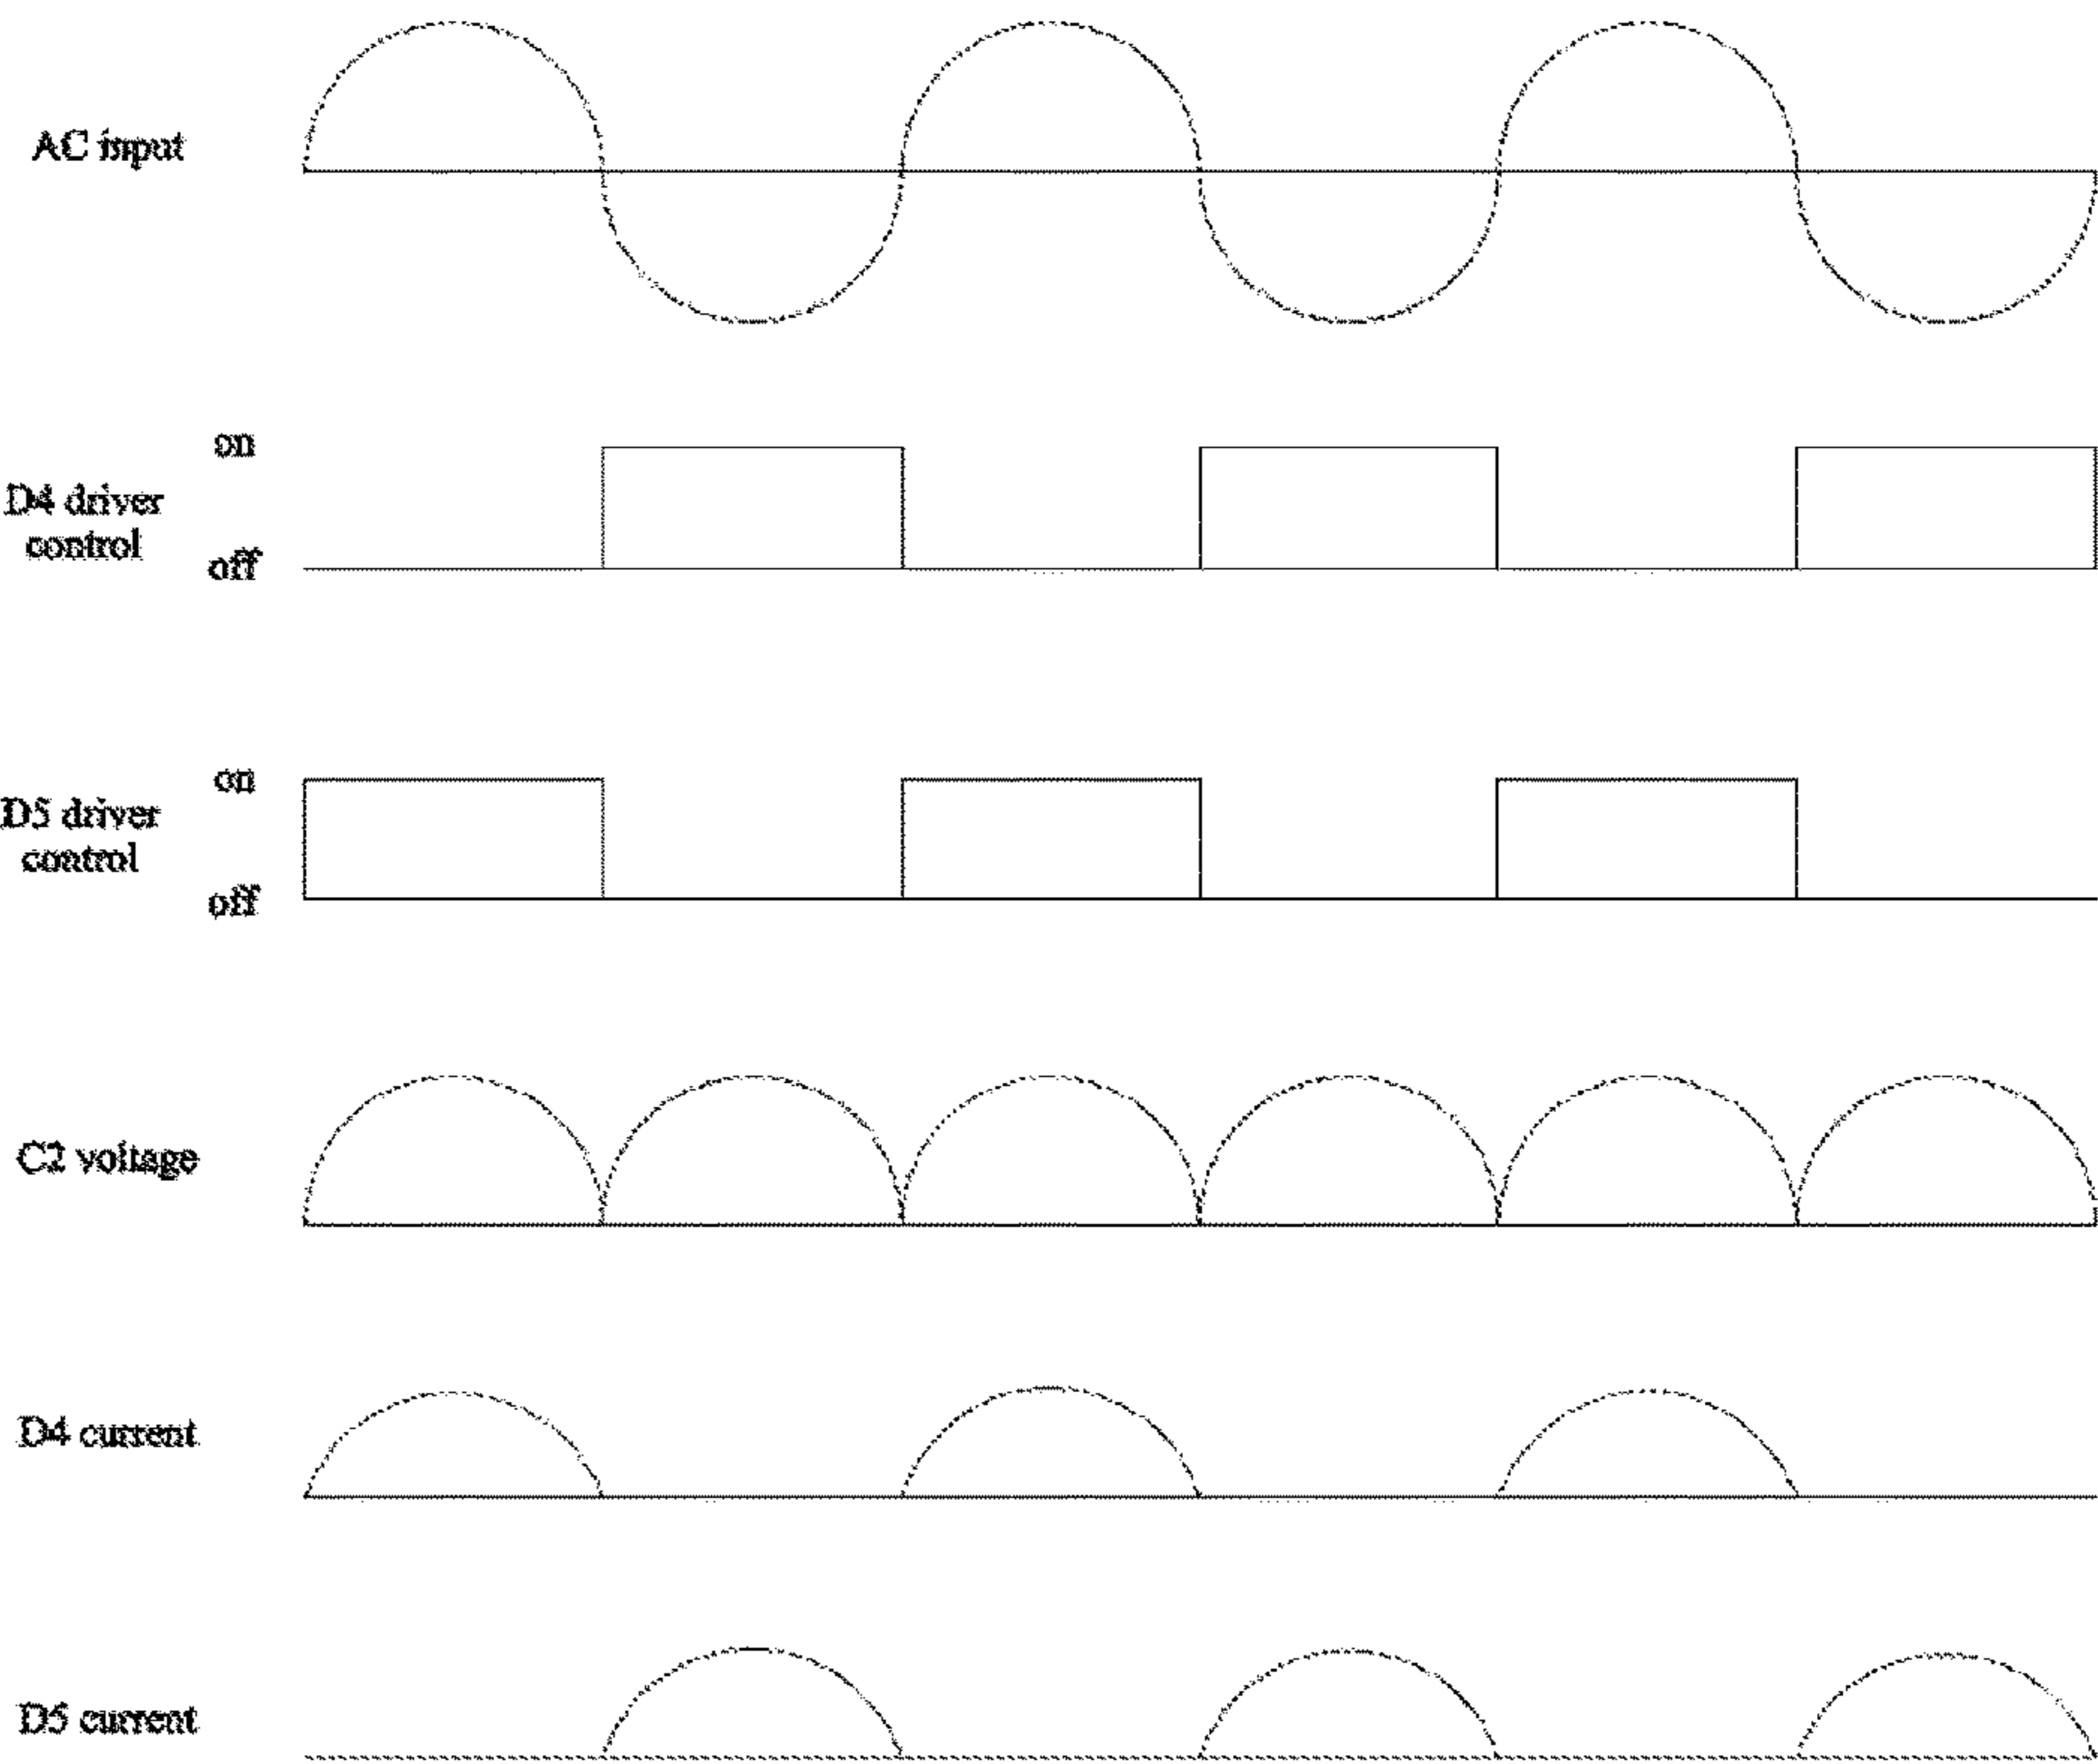 AC input
on
D4 driver
control
off
on
D5 driver
control
off
C2 voltage
D4 current
D5 current